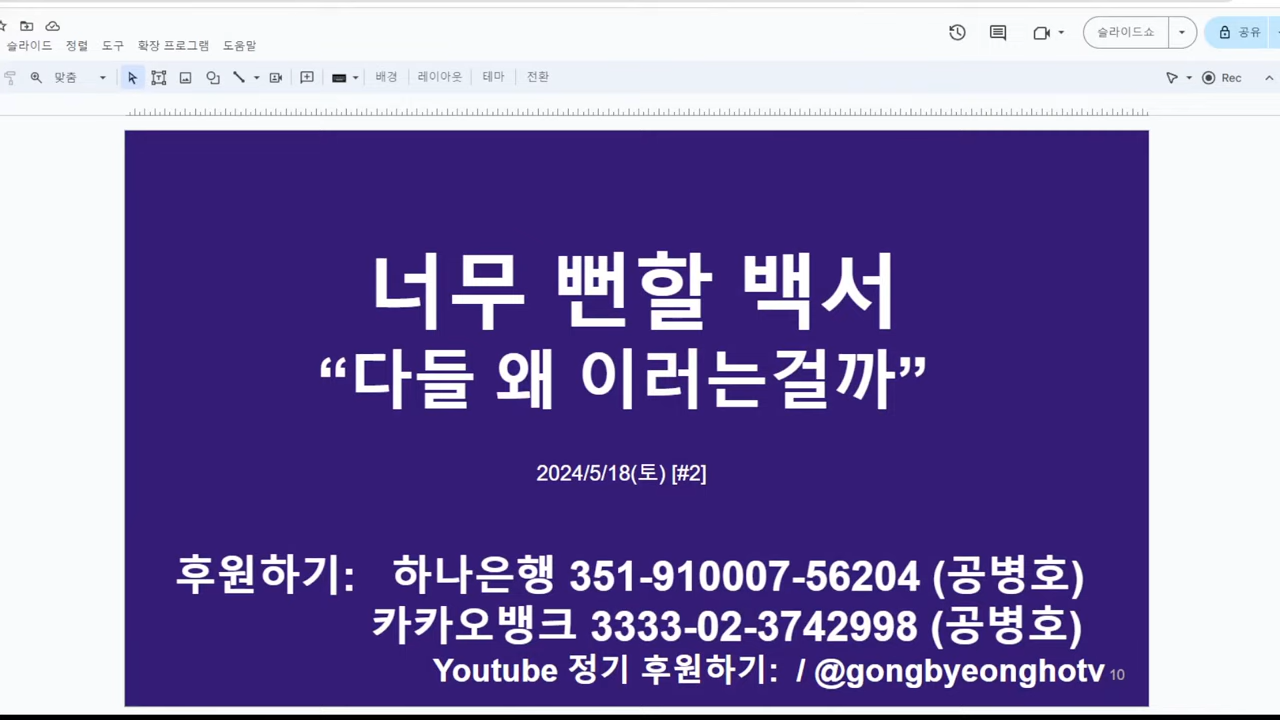 슬라이드 정렬 도구 확장 프로그램 도움말
슬라이드쇼
공유
맞춤
배경 레이아웃 테마 전환
Rec
너무 뻔할 백서
“다들 왜 이러는걸까”
2024/5/18(토) [#2]
후원하기: 하나은행 351-910007-56204 (공병호)
카카오뱅크 3333-02-3742998 (공병호)
Youtube 정기 후원하기: / @gongbyeonghotv
10